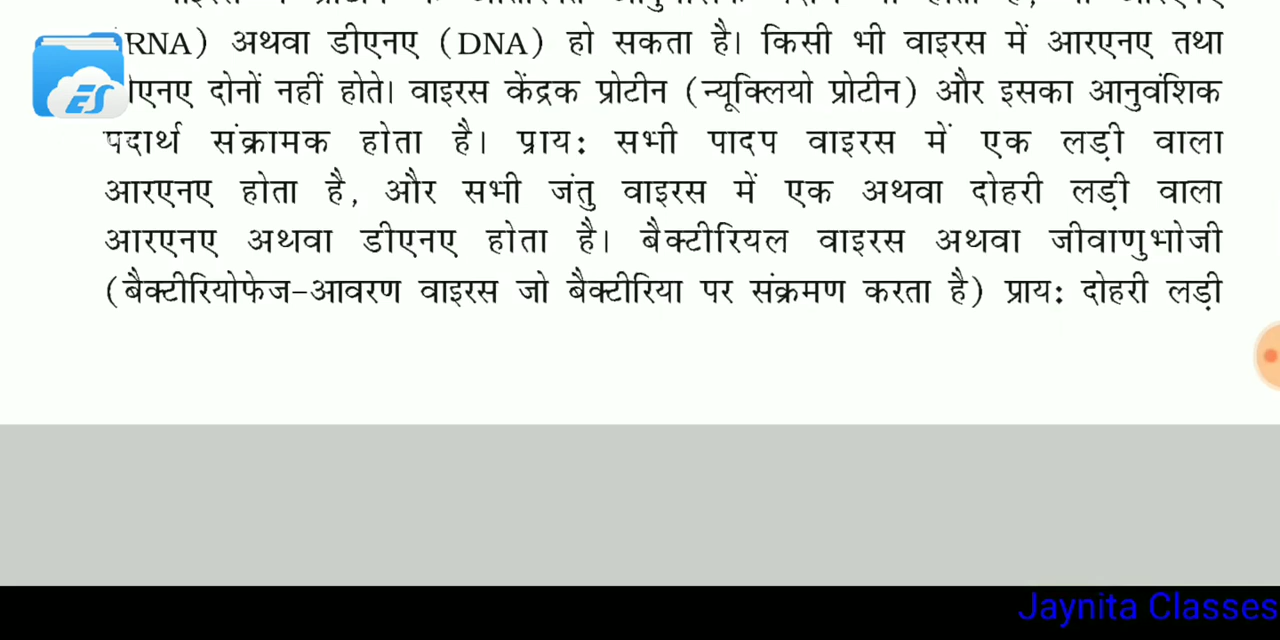 RNA) अथवा डीएनए (DNA) हो सकता है। किसी भी वाइरस में आरएनए तथा
दोनों नहीं होते। वाइरस केंद्रक प्रोटीन (न्यूक्लियो प्रोटीन) और इसका आनुवंशिक
पदार्थ संक्रामक होता है। प्राय: सभी पादप वाइरस में एक लड़ी वाला
आरएनए होता है, और सभी जंतु वाइरस में एक अथवा दोहरी लड़ी वाला
आरएनए अथवा डीएनए होता है। बैक्टीरियल वाइरस अथवा जीवाणुभोजी
(बैक्टीरियोफेज-आवरण वाइरस जो बैक्टीरिया पर संक्रमण करता है) प्राय: दोहरी लड़ी
ES
Jaynita Classes